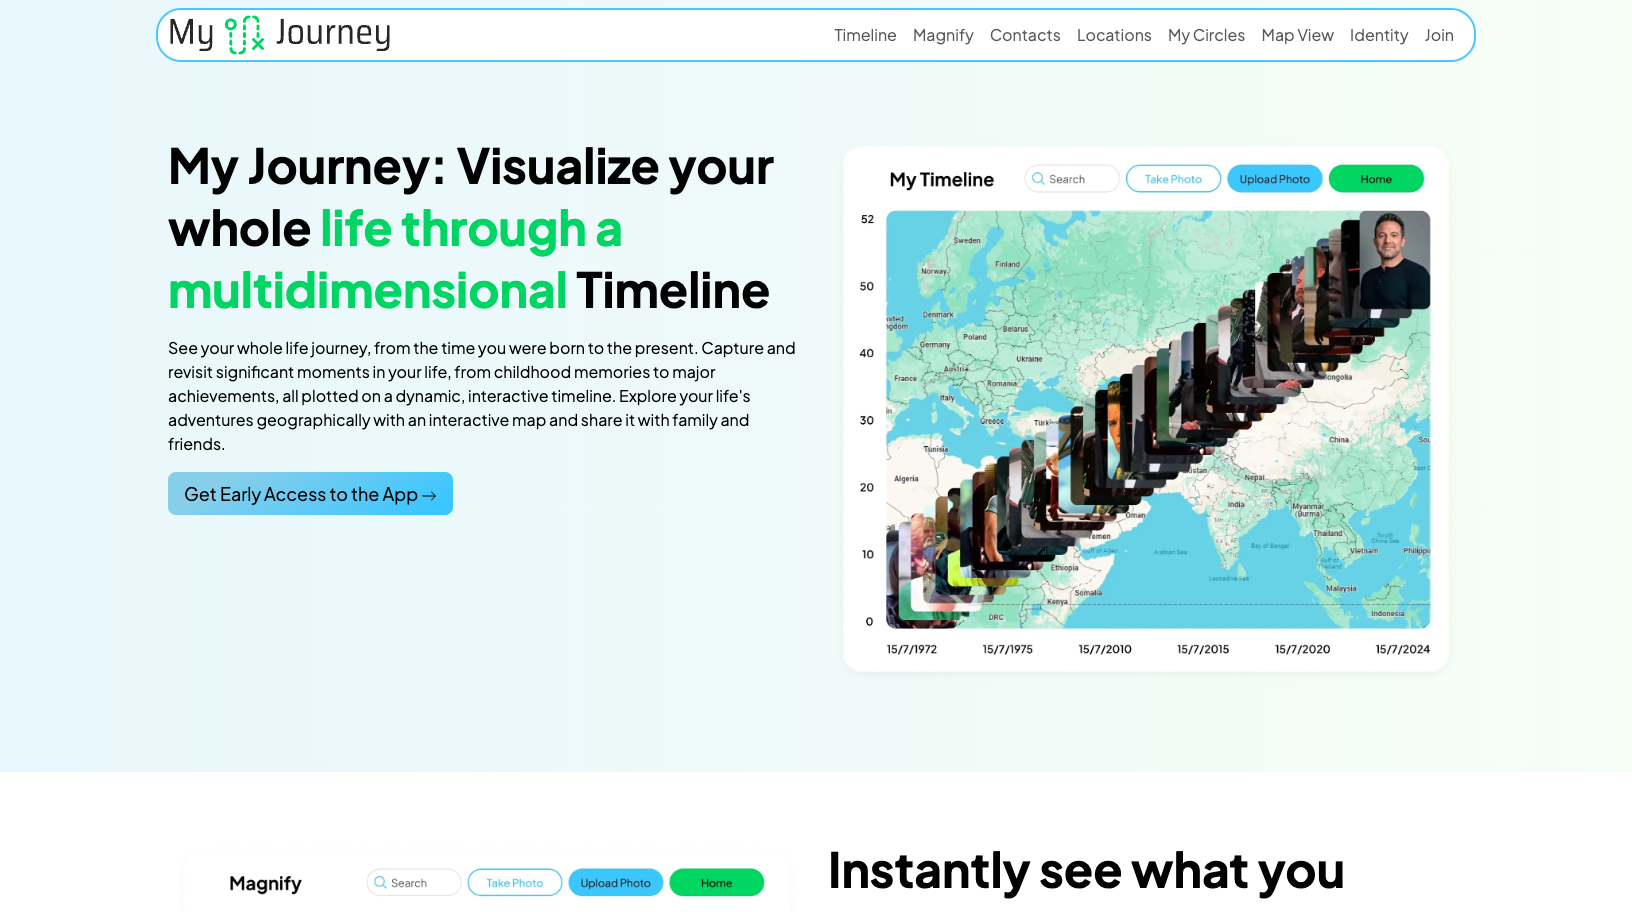 My Journey
Timeline Magnify Contacts Locations My Circles Map View Identity Join
My Journey: Visualize your
whole life through a
multidimensional Timeline
See your whole life journey, from the time you were born to the present. Capture and
revisit significant moments in your life, from childhood memories to major
achievements, all plotted on a dynamic, interactive timeline. Explore your life's
adventures geographically with an interactive map and share it with family and
friends.
Get Early Access to the App →
My Timeline
Search
Take Photo
Upload Photo
Home
52
50
40
30
20
10
0
Sweden
Norway
Finland
Denmark
Poland
Belarus
Germany
Ukraine
France
Austria
Romania
Italy
Greece
Tunisia
Algeria
China
Nepal
India
Myanmar
(Burma)
Oman
Thailand
Vietnam
South
China Sea
Bay of Bengal
Arabian Sea
Gulf of
Thailand
Laccadive Sea
Ethiopia
Somalia
Kenya
DRC
Malaysia
Indonesia
15/7/1972 15/7/1975 15/7/2010 15/7/2015 15/7/2020 15/7/2024
Magnify
Search
Take Photo
Upload Photo
Home
Instantly see what you